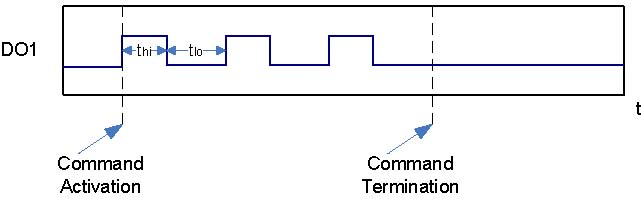 DO1
thi
tlo
t
Command
Activation
Command
Termination